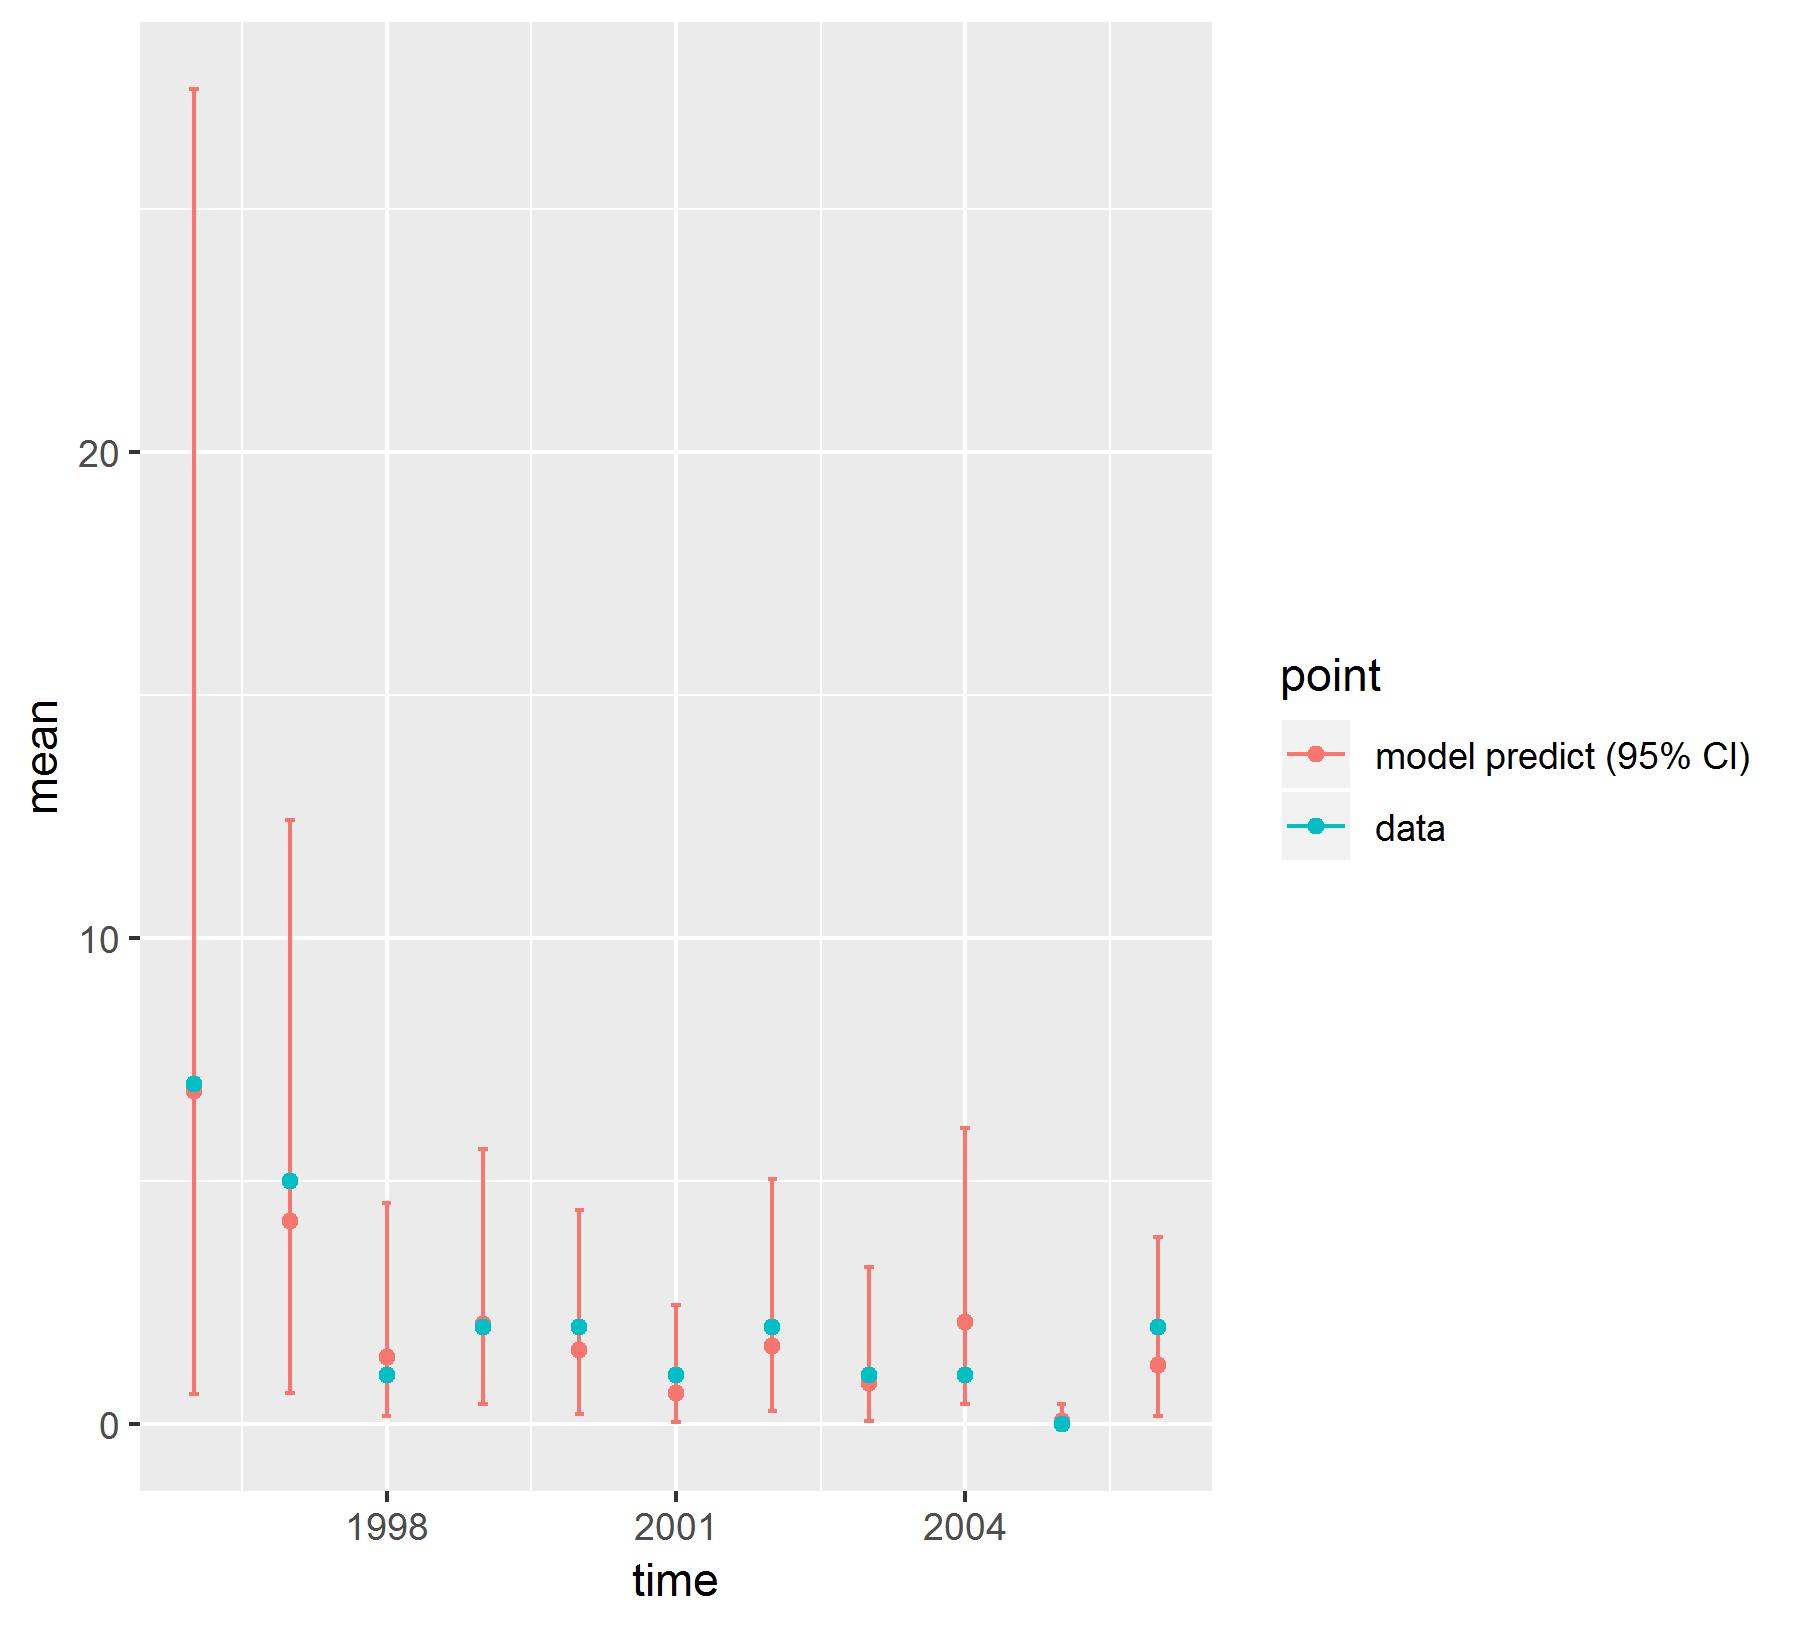 mean
20
10
0
1998
2001
2004
time
point
model predict (95% CI)
data